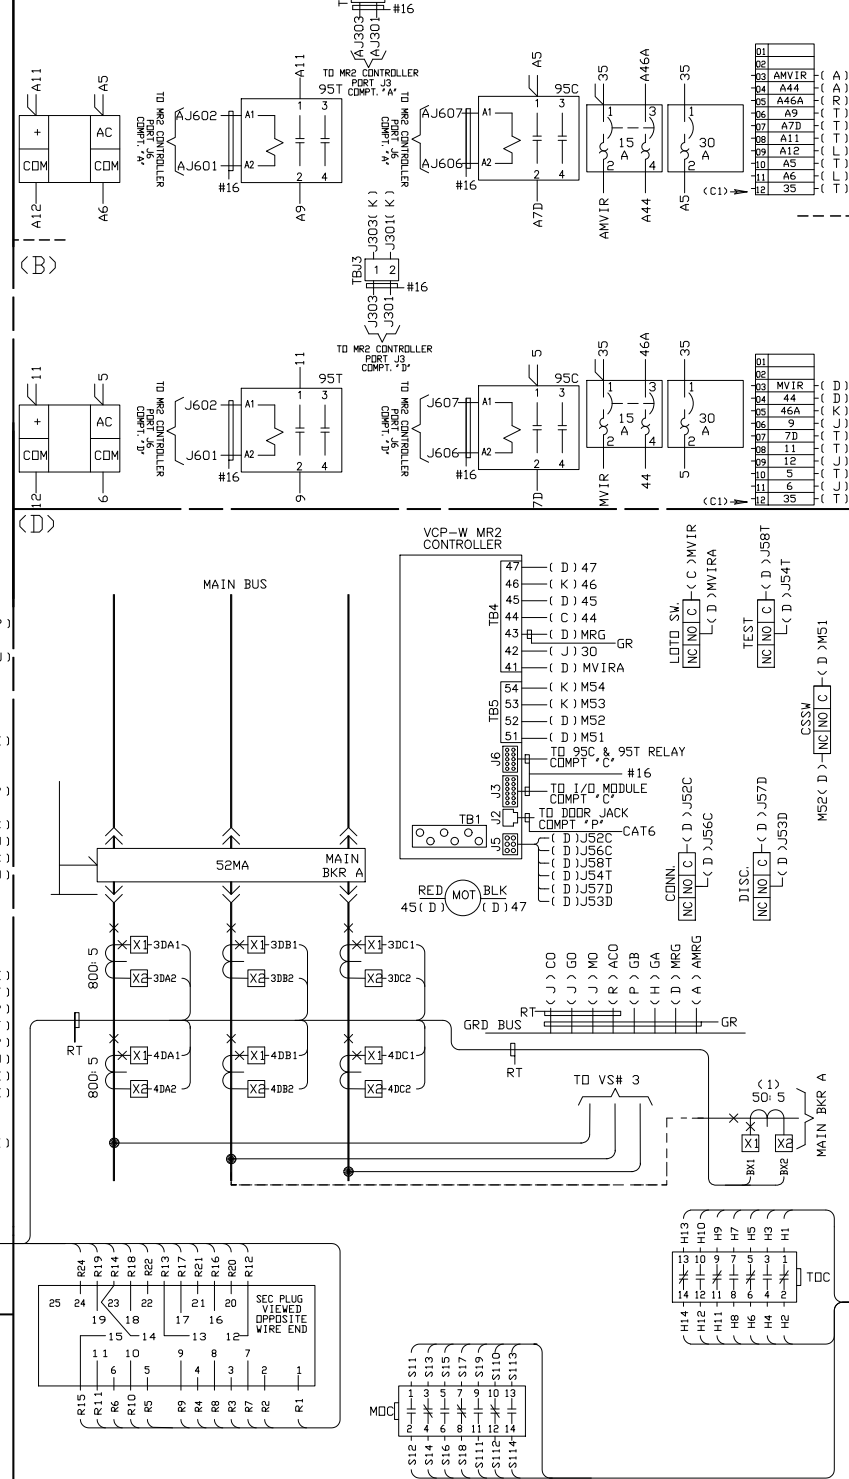 #16
AJ303
AJ301
TO MR2 CONTROLLER
PORT J3
COMPT. "A"
A11
A5
+
AC
COM
COM
A12
A6
TO MR2 CONTROLLER
PORT J6
COMPT. "A"
AJ602
AJ601
#16
95T
A11
A1
A2
1 3
2 4
A9
TO MR2 CONTROLLER
PORT J6
COMPT. "A"
AJ607
AJ606
#16
95C
A5
A1
A2
1 3
2 4
A7D
35
A46A
35
1 3 1
15
A
30
A
2 4 2
AMVIR
A44
A5
(C1)
01
02
03 AMVIR ( A )
04 A44 ( A )
05 A46A ( R )
06 A9 ( T )
07 A7D ( T )
08 A11 ( T )
09 A12 ( L )
10 A5 ( T )
11 A6 ( L )
12 35 ( T )
(B)
J303( K )
J301( K )
TBJ3
1 2
#16
J303
J301
TO MR2 CONTROLLER
PORT J3
COMPT. "D"
11
5
+
AC
COM
COM
12
6
TO MR2 CONTROLLER
PORT J6
COMPT. "D"
J602
J601
#16
95T
11
A1
A2
1 3
2 4
9
TO MR2 CONTROLLER
PORT J6
COMPT. "D"
J607
J606
#16
95C
5
A1
A2
1 3
2 4
7D
35
46A
35
1 3 1
15
A
30
A
2 4 2
MVIR
44
5
(C1)
01
02
03 MVIR ( D )
04 44 ( D )
05 46A ( K )
06 9 ( J )
07 7D ( T )
08 11 ( T )
09 12 ( J )
10 5 ( T )
11 6 ( J )
12 35 ( T )
(D)
MAIN BUS
VCP-W MR2
CONTROLLER
TB4
47 ( D )47
46 ( K )46
45 ( D )45
44 ( C )44
43 ( D )MRG
GR
42 ( J )30
41 ( D )MVIRA
TB5
54 ( K )M54
53 ( K )M53
52 ( D )M52
51 ( D )M51
J6
TO 95C & 95T RELAY
COMPT "C"
#16
J3
TO I/O MODULE
COMPT "C"
J2
TO DOOR JACK
COMPT "P"
CAT6
J5
( D )J52C
( D )J56C
( D )J58T
( D )J54T
( D )J57D
( D )J53D
TB1
RED
45( D )
MOT
BLK
( D )47
LOTO SW.
NC NO C
( C )MVIR
( D )MVIRA
TEST
NC NO C
( D )J58T
( D )J54T
CSSW
NC NO C
( D )M51
M52( D )
CONN.
NC NO C
( D )J52C
( D )J56C
DISC.
NC NO C
( D )J57D
( D )J53D
52MA
MAIN
BKR A
800:5
X1 3DA1
X2 3DA2
X1 3DB1
X2 3DB2
X1 3DC1
X2 3DC2
RT
800:5
X1 4DA1
X2 4DA2
X1 4DB1
X2 4DB2
X1 4DC1
X2 4DC2
( J )CO
( J )GO
( J )MO
( R )ACO
( P )GB
( H )GA
( D )MRG
( A )AMRG
RT
GRD BUS
GR
RT
TO VS# 3
(1)
50:5
X1
X2
BX1
BX2
MAIN BKR A
H13 H10 H9 H7 H5 H3 H1
13 10 9 7 5 3 1
TOC
14 12 11 8 6 4 2
H14 H12 H11 H8 H6 H4 H2
R24 R19 R14 R18 R22 R13 R17 R21 R16 R20 R12
SEC PLUG
VIEWED
OPPOSITE
WIRE END
25 24 23 22 21 20
19 18 17 16
15 14 13 12
11 10 9 8 7
6 5 4 3 2 1
R15 R11 R6 R10 R5 R9 R4 R8 R3 R7 R2 R1
S11 S13 S15 S17 S19 S110 S113
MOC
1 3 5 7 9 10 13
2 4 6 8 11 12 14
S12 S14 S16 S18 S111 S112 S114